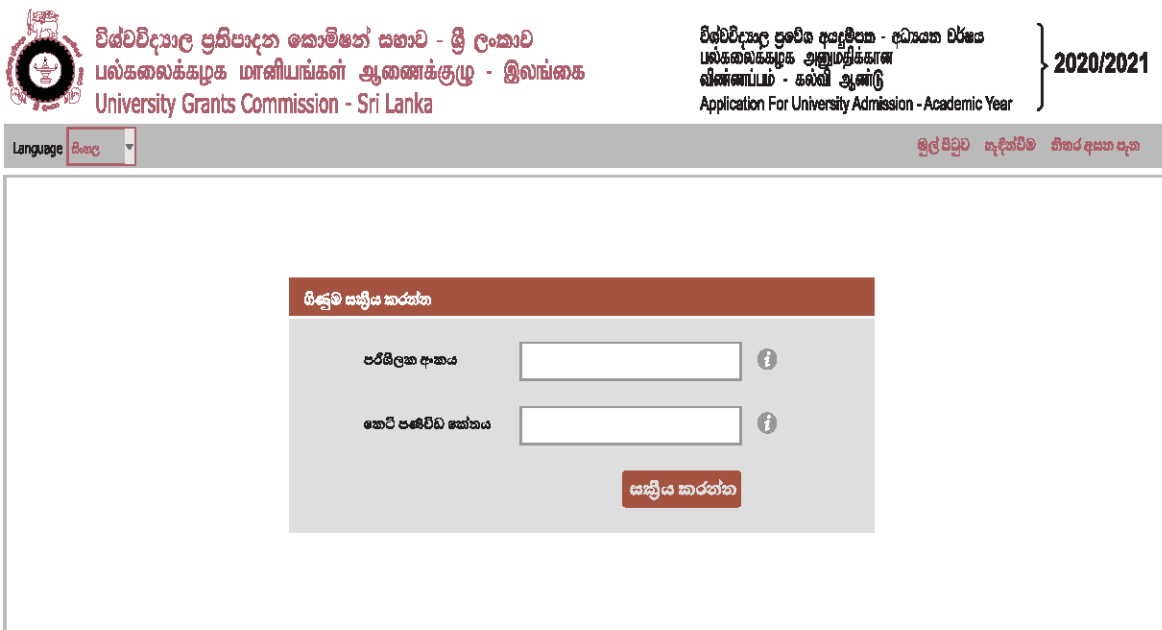 විශ්වවිද්‍යාල ප්‍රතිපාදන කොමිෂන් සභාව - ශ්‍රී ලංකාව
பல்கலைக்கழக மானியங்கள் ஆணைக்குழு - இலங்கை
University Grants Commission - Sri Lanka
විශ්වවිද්‍යාල ප්‍රවේශ අයදුම්පත - අධ්‍යයන වර්ෂය
பல்கலைக்கழக அனுமதிக்கான
விண்ணப்பம் - கல்வி ஆண்டு
Application For University Admission - Academic Year
2020/2021
Language සිංහල
මුල් පිටුව හැඳින්වීම නිතර අසන පැන
ගිණුම සක්‍රීය කරන්න
පරිශීලක අංකය
කෙටි පණිවිඩ කේතය
සක්‍රීය කරන්න